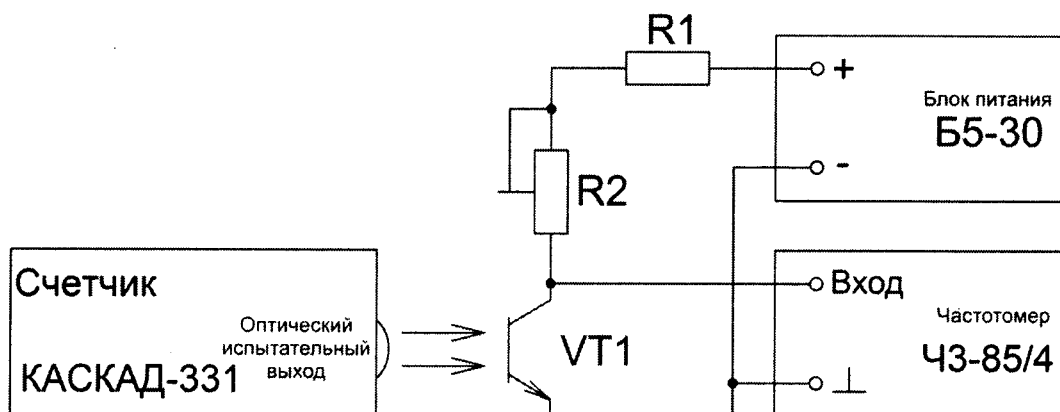 R1
+
Блок питания
Б5-30
-
R2
Счетчик
Оптический
испытательный
выход
КАСКАД-331
VT1
Вход
Частотомер
Ч3-85/4